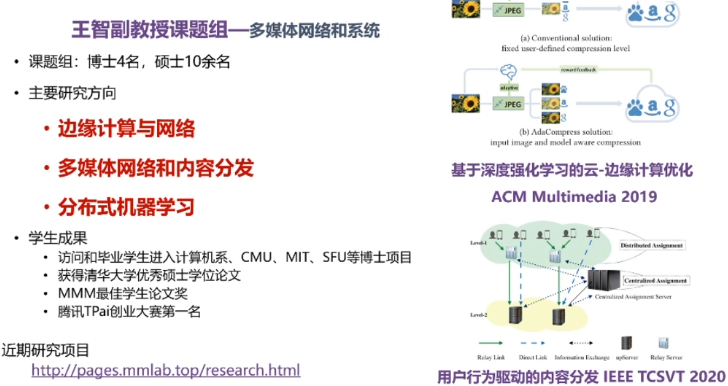 王智副教授课题组—多媒体网络和系统
• 课题组：博士4名，硕士10余名
• 主要研究方向
• 边缘计算与网络
• 多媒体网络和内容分发
• 分布式机器学习
• 学生成果
• 访问和毕业学生进入计算机系、CMU、MIT、SFU等博士项目
• 获得清华大学优秀硕士学位论文
• MMM最佳学生论文奖
• 腾讯TPai创业大赛第一名
近期研究项目
http://pages.mmlab.top/research.html
JPEG
(a) Conventional solution:
fixed user-defined compression level
reward feedback
adaptive
JPEG
(b) AdaCompress solution:
input image and model aware compression
基于深度强化学习的云-边缘计算优化
ACM Multimedia 2019
Level-1
Distributed Assignment
Centralized Assignment
Centralized Assignment Server
Level-2
Relay Link
Direct Link
Information Exchange
upServer
Relay
用户行为驱动的内容分发 IEEE TCSVT 2020